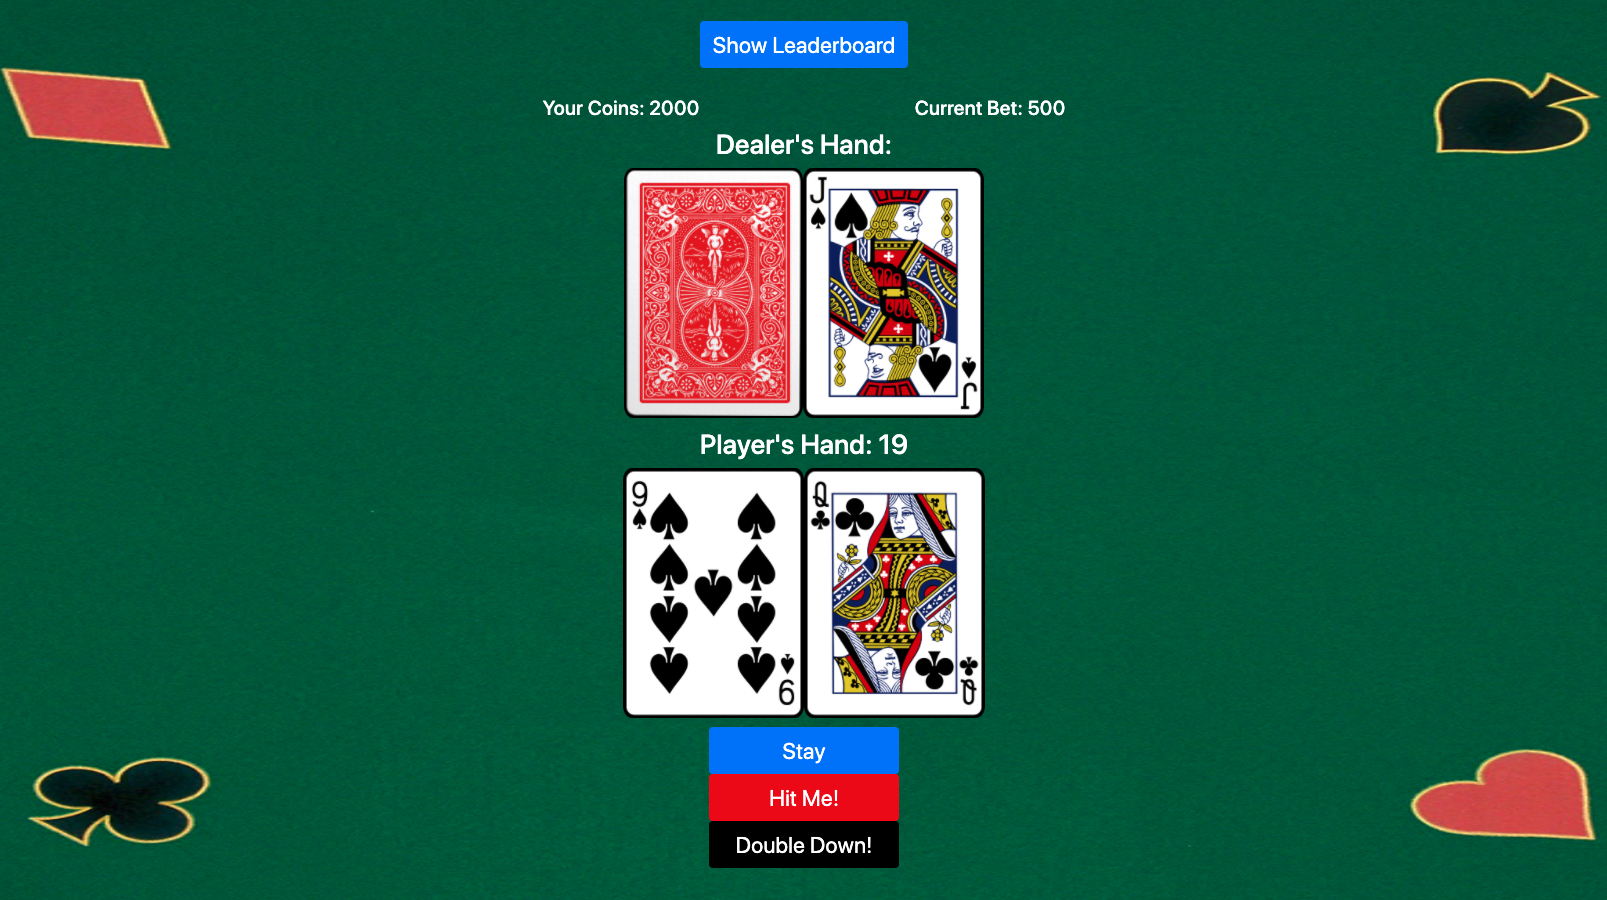 Show Leaderboard
Your Coins: 2000 Current Bet: 500
Dealer's Hand:
J
J
Player's Hand: 19
9 Q
9 Q
Stay
Hit Me!
Double Down!